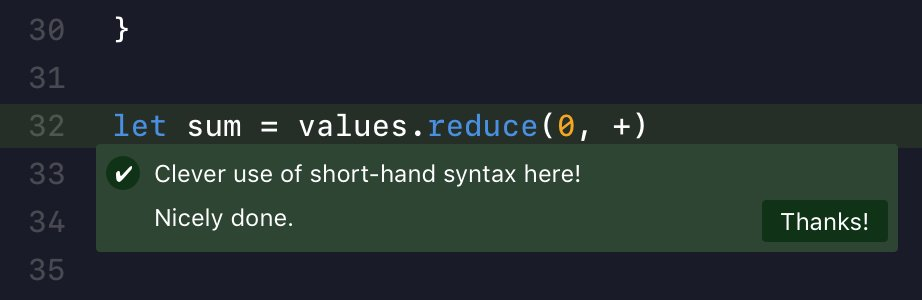 30 }
31
32 let sum = values.reduce(0, +)
33 ✔ Clever use of short-hand syntax here!
34 Nicely done. Thanks!
35